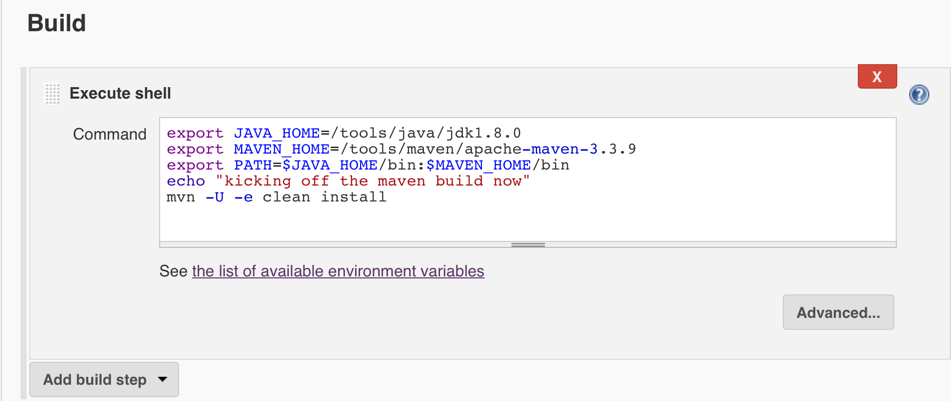 Build
X
Execute shell
?
Command
export JAVA_HOME=/tools/java/jdk1.8.0
export MAVEN_HOME=/tools/maven/apache-maven-3.3.9
export PATH=$JAVA_HOME/bin:$MAVEN_HOME/bin
echo "kicking off the maven build now"
mvn -U -e clean install
See the list of available environment variables
Advanced...
Add build step